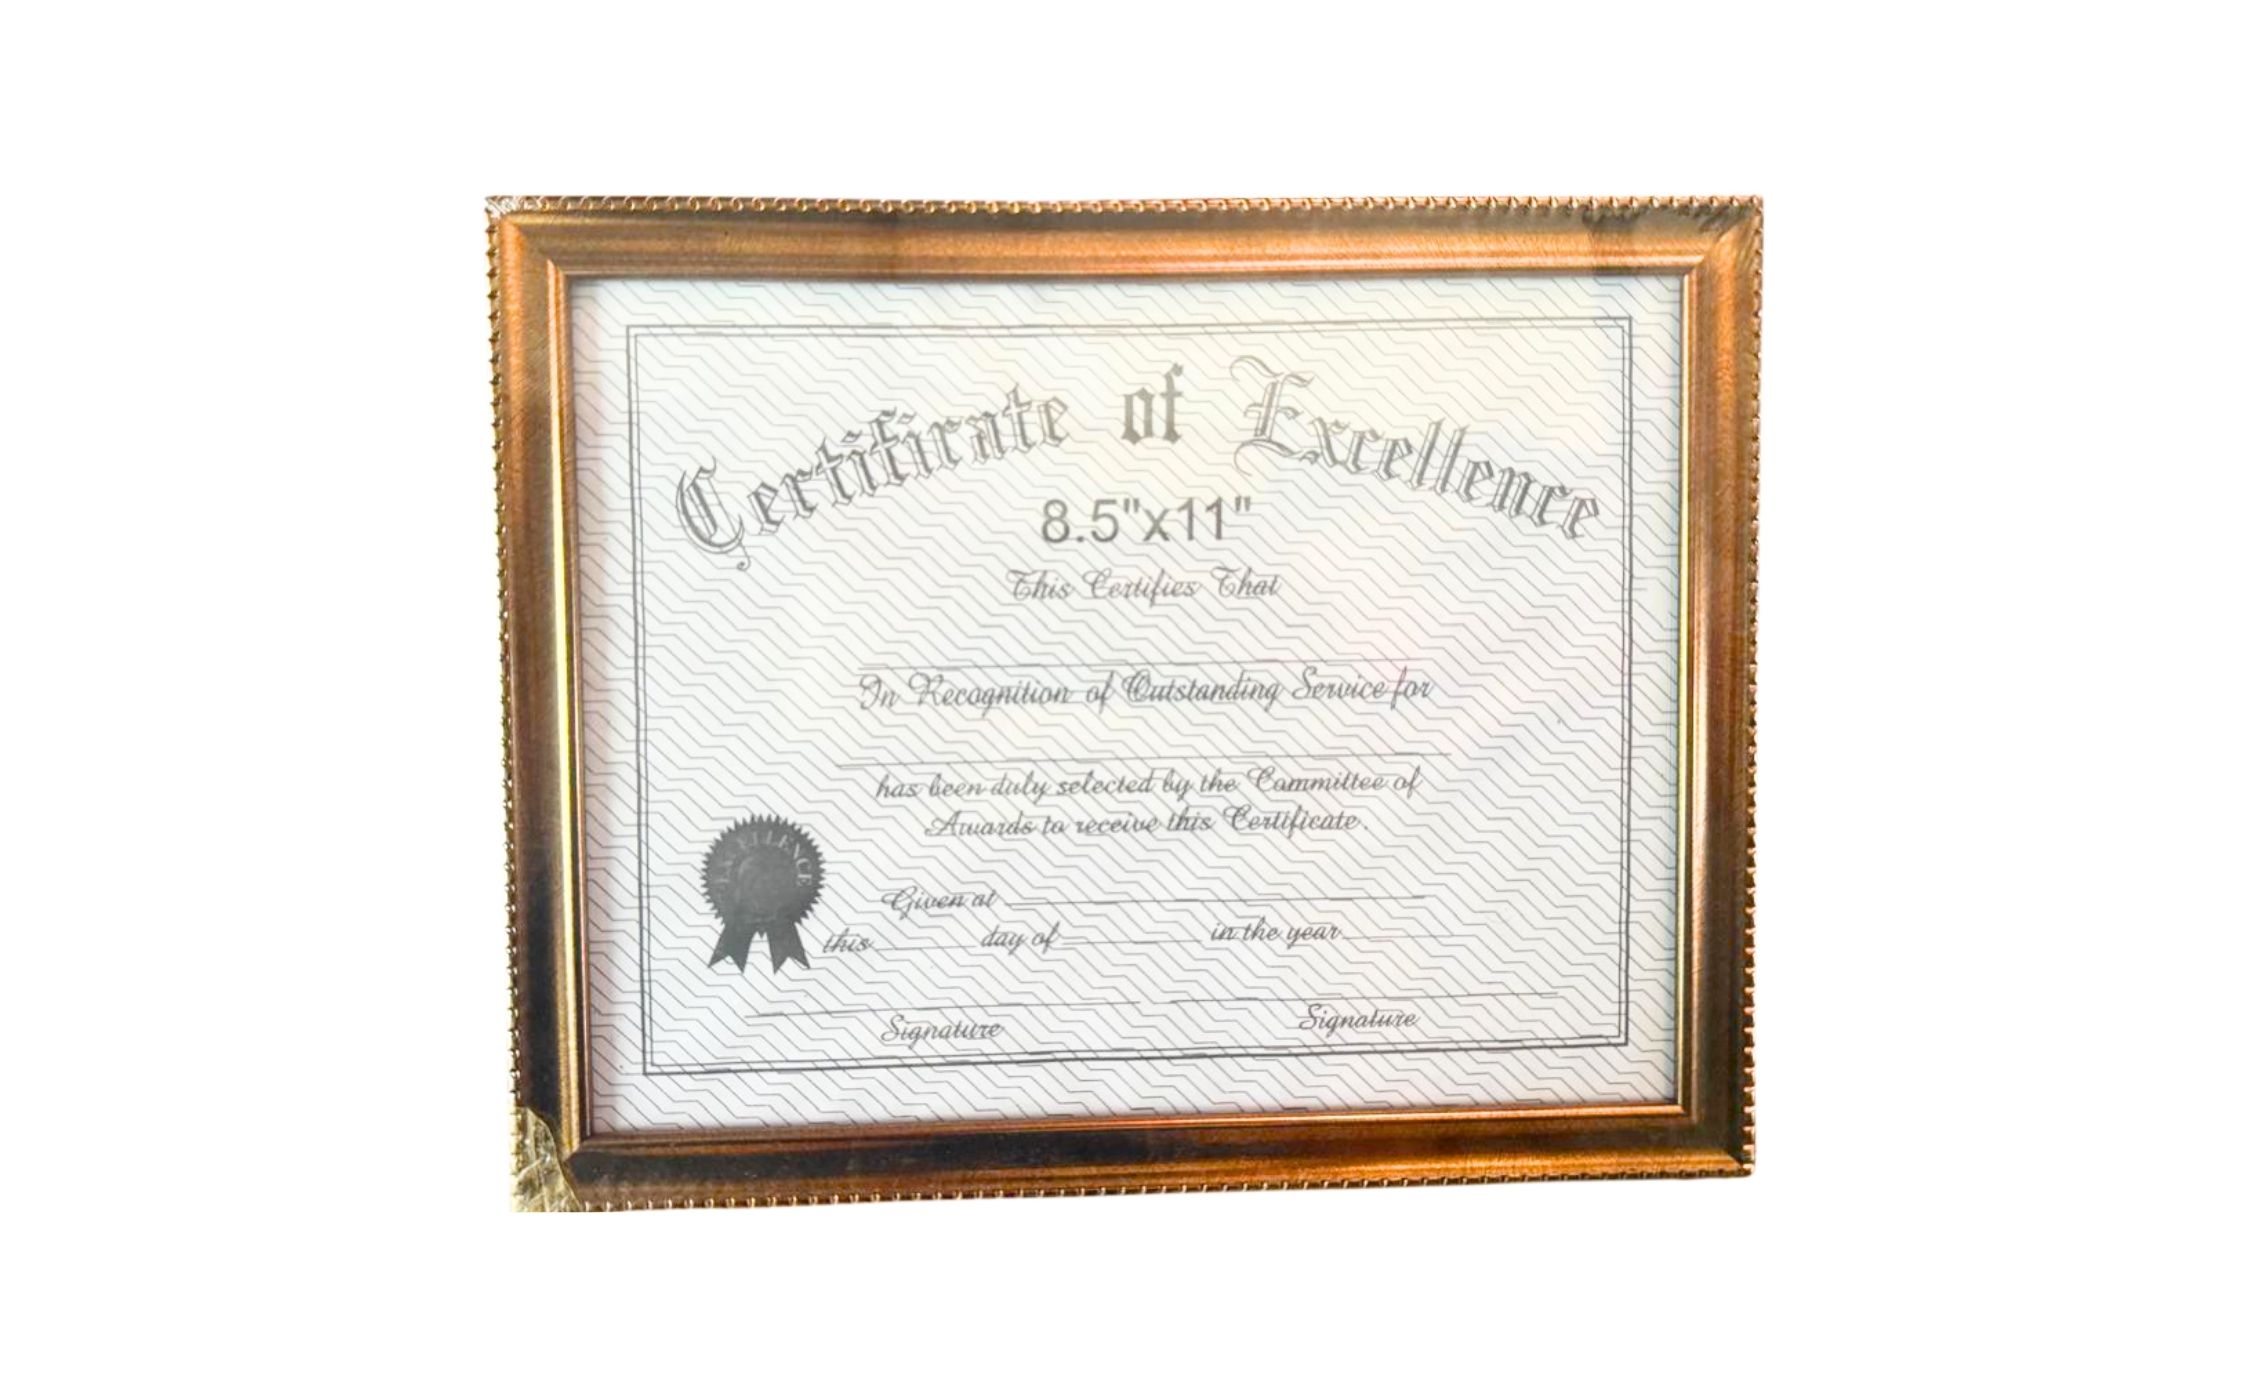 Certificate of Excellence
8.5"x11"
This Certifies That
In Recognition of Outstanding Service for
has been duly selected by the Committee of
Awards to receive this Certificate.
EXCELLENCE
Given at
this day of in the year
Signature Signature